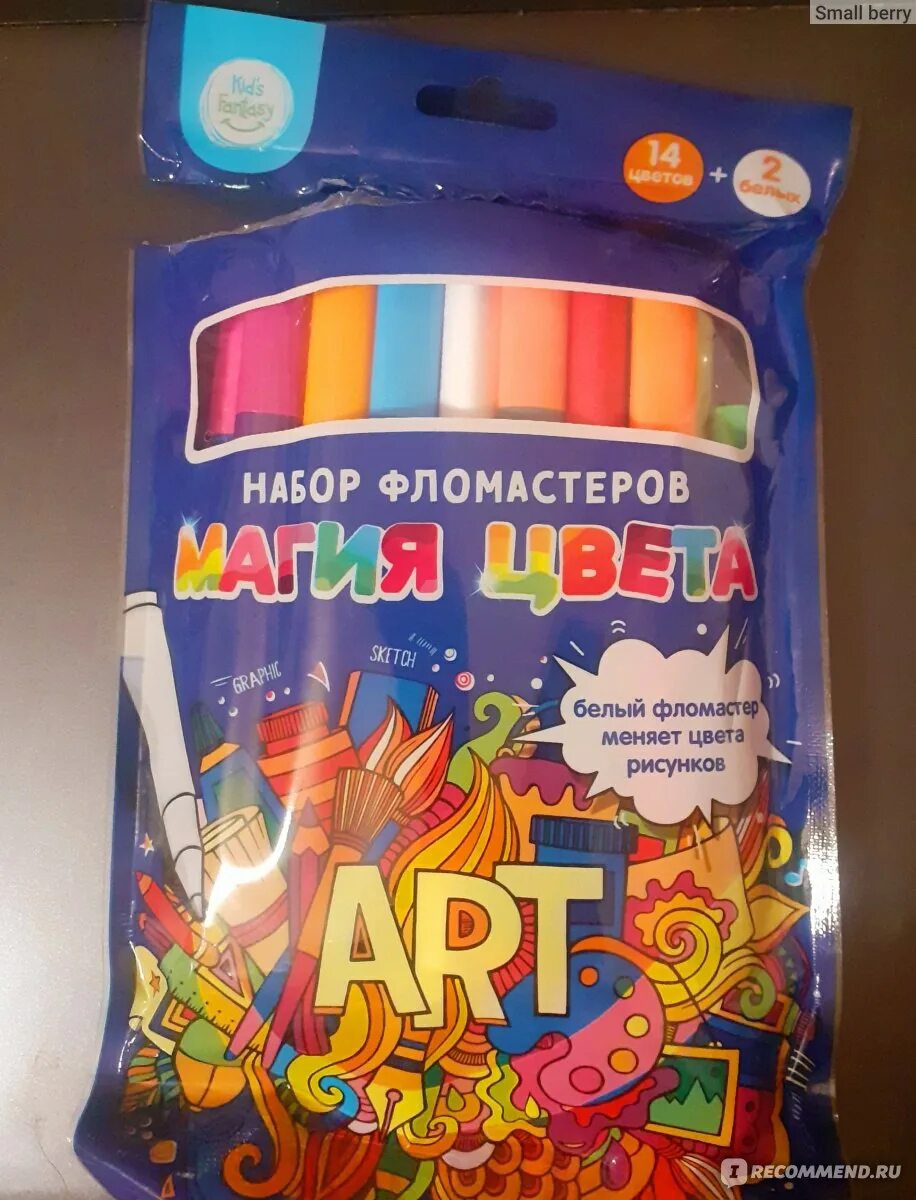 Small berry
Kid's
Fantasy
14
цветов
+
2
белых
НАБОР ФЛОМАСТЕРОВ
МАГИЯ ЦВЕТА
GRAPHIC
SKETCH
белый фломастер
меняет цвета
рисунков
ART
I RECOMMEND.RU